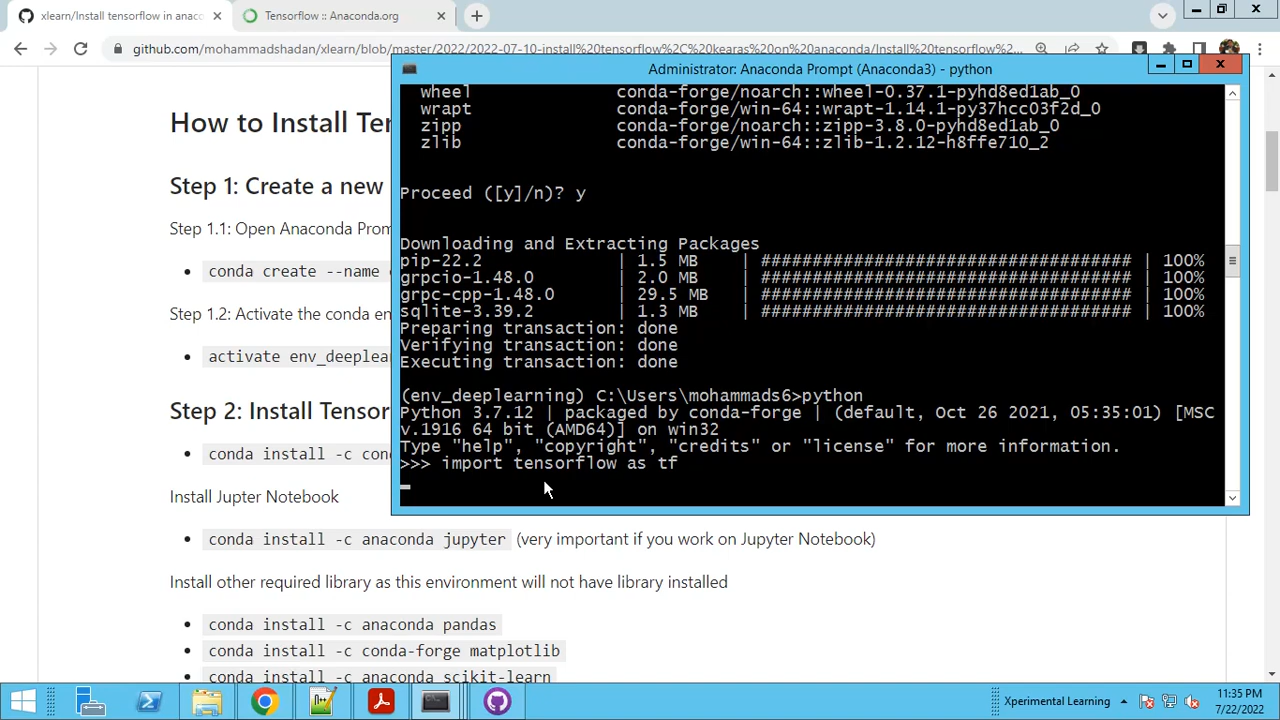 xlearn/Install tensorflow in anaco
Tensorflow :: Anaconda.org
github.com/mohammadshadan/xlearn/blob/master/2022/2022-07-10-install%20tensorflow%2C%20kearas%20on%20anaconda/Install%20tensorflow%...
Administrator: Anaconda Prompt (Anaconda3) - python
wheel conda-forge/noarch::wheel-0.37.1-pyhd8ed1ab_0
wrapt conda-forge/win-64::wrapt-1.14.1-py37hcc03f2d_0
zipp conda-forge/noarch::zipp-3.8.0-pyhd8ed1ab_0
zlib conda-forge/win-64::zlib-1.2.12-h8ffe710_2
Proceed ([y]/n)? y
Downloading and Extracting Packages
pip-22.2 | 1.5 MB | ################################### | 100%
grpcio-1.48.0 | 2.0 MB | ################################### | 100%
grpc-cpp-1.48.0 | 29.5 MB | ################################### | 100%
sqlite-3.39.2 | 1.3 MB | ################################### | 100%
Preparing transaction: done
Verifying transaction: done
Executing transaction: done
(env_deeplearning) C:\Users\mohammads6>python
Python 3.7.12 | packaged by conda-forge | (default, Oct 26 2021, 05:35:01) [MSC
v.1916 64 bit (AMD64)] on win32
Type "help", "copyright", "credits" or "license" for more information.
>>> import tensorflow as tf
How to Install Te
Step 1: Create a new
Step 1.1: Open Anaconda Prom
conda create --name
Step 1.2: Activate the conda en
activate env_deeplear
Step 2: Install Tensor
conda install -c con
Install Jupter Notebook
conda install -c anaconda jupyter (very important if you work on Jupyter Notebook)
Install other required library as this environment will not have library installed
conda install -c anaconda pandas
conda install -c conda-forge matplotlib
conda install -c anaconda scikit-learn
Xperimental Learning
11:35 PM
7/22/2022